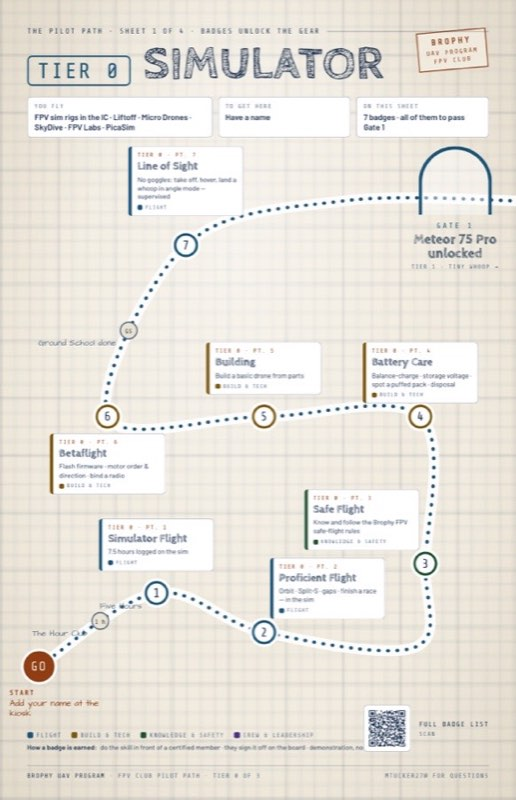 THE PILOT PATH · SHEET 1 OF 4 · BADGES UNLOCK THE GEAR
TIER 0
SIMULATOR
BROPHY
UAV PROGRAM
FPV CLUB
YOU FLY
FPV sim rigs in the IC · Liftoff · Micro Drones ·
SkyDive · FPV Labs · PicaSim
TO GET HERE
Have a name
ON THIS SHEET
7 badges · all of them to pass
Gate 1
TIER 0 · PT. 7
Line of Sight
No goggles: take off, hover, land a
whoop in angle mode —
supervised
FLIGHT
GATE 1
Meteor 75 Pro
unlocked
TIER 1 · TINY WHOOP →
7
GS
Ground School done
TIER 0 · PT. 5
Building
Build a basic drone from parts
BUILD & TECH
TIER 0 · PT. 4
Battery Care
Balance-charge · storage voltage ·
spot a puffed pack · disposal
BUILD & TECH
6
5
4
TIER 0 · PT. 6
Betaflight
Flash firmware · motor order &
direction · bind a radio
BUILD & TECH
TIER 0 · PT. 3
Safe Flight
Know and follow the Brophy FPV
safe-flight rules
KNOWLEDGE & SAFETY
TIER 0 · PT. 1
Simulator Flight
7.5 hours logged on the sim
FLIGHT
3
TIER 0 · PT. 2
Proficient Flight
Orbit · Split-S · gaps · finish a race
— in the sim
FLIGHT
1
Five Hours
The Hour Club
2
GO
START
Add your name at the
kiosk
FLIGHT
BUILD & TECH
KNOWLEDGE & SAFETY
CREW & LEADERSHIP
How a badge is earned: do the skill in front of a certified member · they sign it off on the board · demonstration, no
FULL BADGE LIST
SCAN
BROPHY UAV PROGRAM · FPV CLUB PILOT PATH · TIER 0 OF 3
MTUCKER27@ FOR QUESTIONS